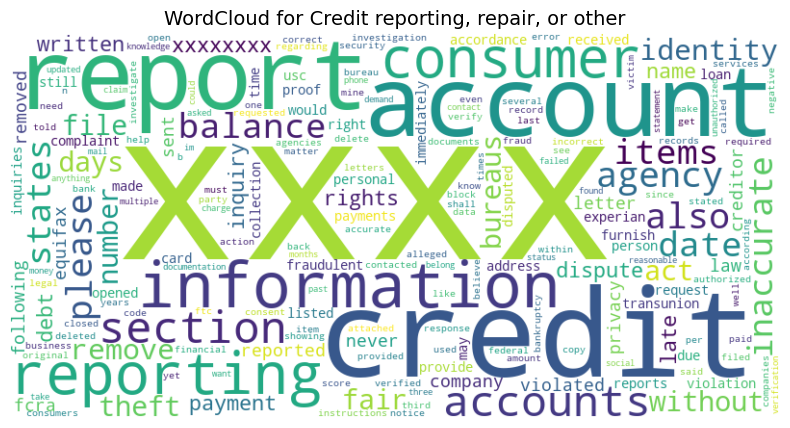 WordCloud for Credit reporting, repair, or other
written
knowledge
correct
regarding
investigation
security
accordance
error
received
xxxxxxxx
report
consumer
account
identity
services
updated
claim
still
n
phone
could
usc
time
proof
one
mine
bureau
demand
contact
verify
even
several
record
last
name
loan
victim
unauthorized
negative
removed
need
told
file
investigate
asked
requested
would
balance
agencies
right
matter
delete
documents
fraud
incorrect
see
failed
statement
make
get
called
records
required
inquiries
complaint
mail
anything
help
b
im
days
sent
immediately
letters
times
disputed
items
agency
xxxx
states
bank
made
must
multiple
party
charge
inquiry
collection
personal
rights
payments
accurate
know
block
shall
data
bureaus
found
letter
experian
furnish
person
since
stated
also
creditor
inaccurate
please
number
equifax
card
action
documentation
back
months
fraudulent
alleged
contacted
belong
address
believe
within
status
date
according
reasonable
authorized
following
money
legal
debt
opened
years
closed
code
deleted
information
past
like
dispute
act
law
request
transunion
privacy
late
well
section
ftc
consent
listed
item
showing
attached
response
bankruptcy
never
may
credit
per
paid
due
filed
business
original
remove
yet
financial
reported
provided
used
federal
amount
copy
provide
violated
reports
violation
said
social
companies
verification
reporting
take
fcra
consumers
theft
want
payment
score
verified
three
fair
third
instructions
notice
company
accounts
without